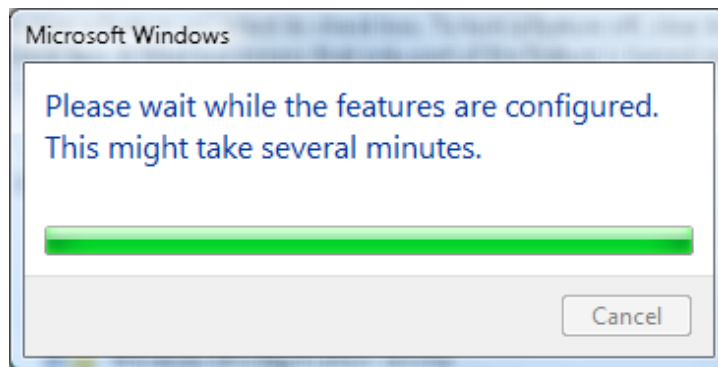 Microsoft Windows
Please wait while the features are configured.
This might take several minutes.
Cancel